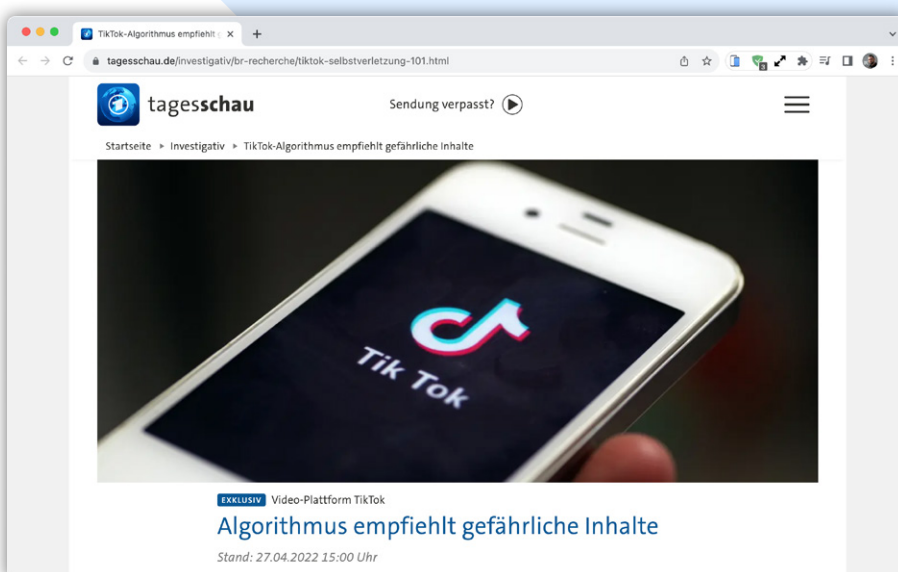 TikTok-Algorithmus empfiehlt
tagesschau.de/investigativ/br-recherche/tiktok-selbstverletzung-101.html
tagesschau
Sendung verpasst?
Startseite ▸ Investigativ ▸ TikTok-Algorithmus empfiehlt gefährliche Inhalte
Tik Tok
EXKLUSIV Video-Plattform TikTok
Algorithmus empfiehlt gefährliche Inhalte
Stand: 27.04.2022 15:00 Uhr